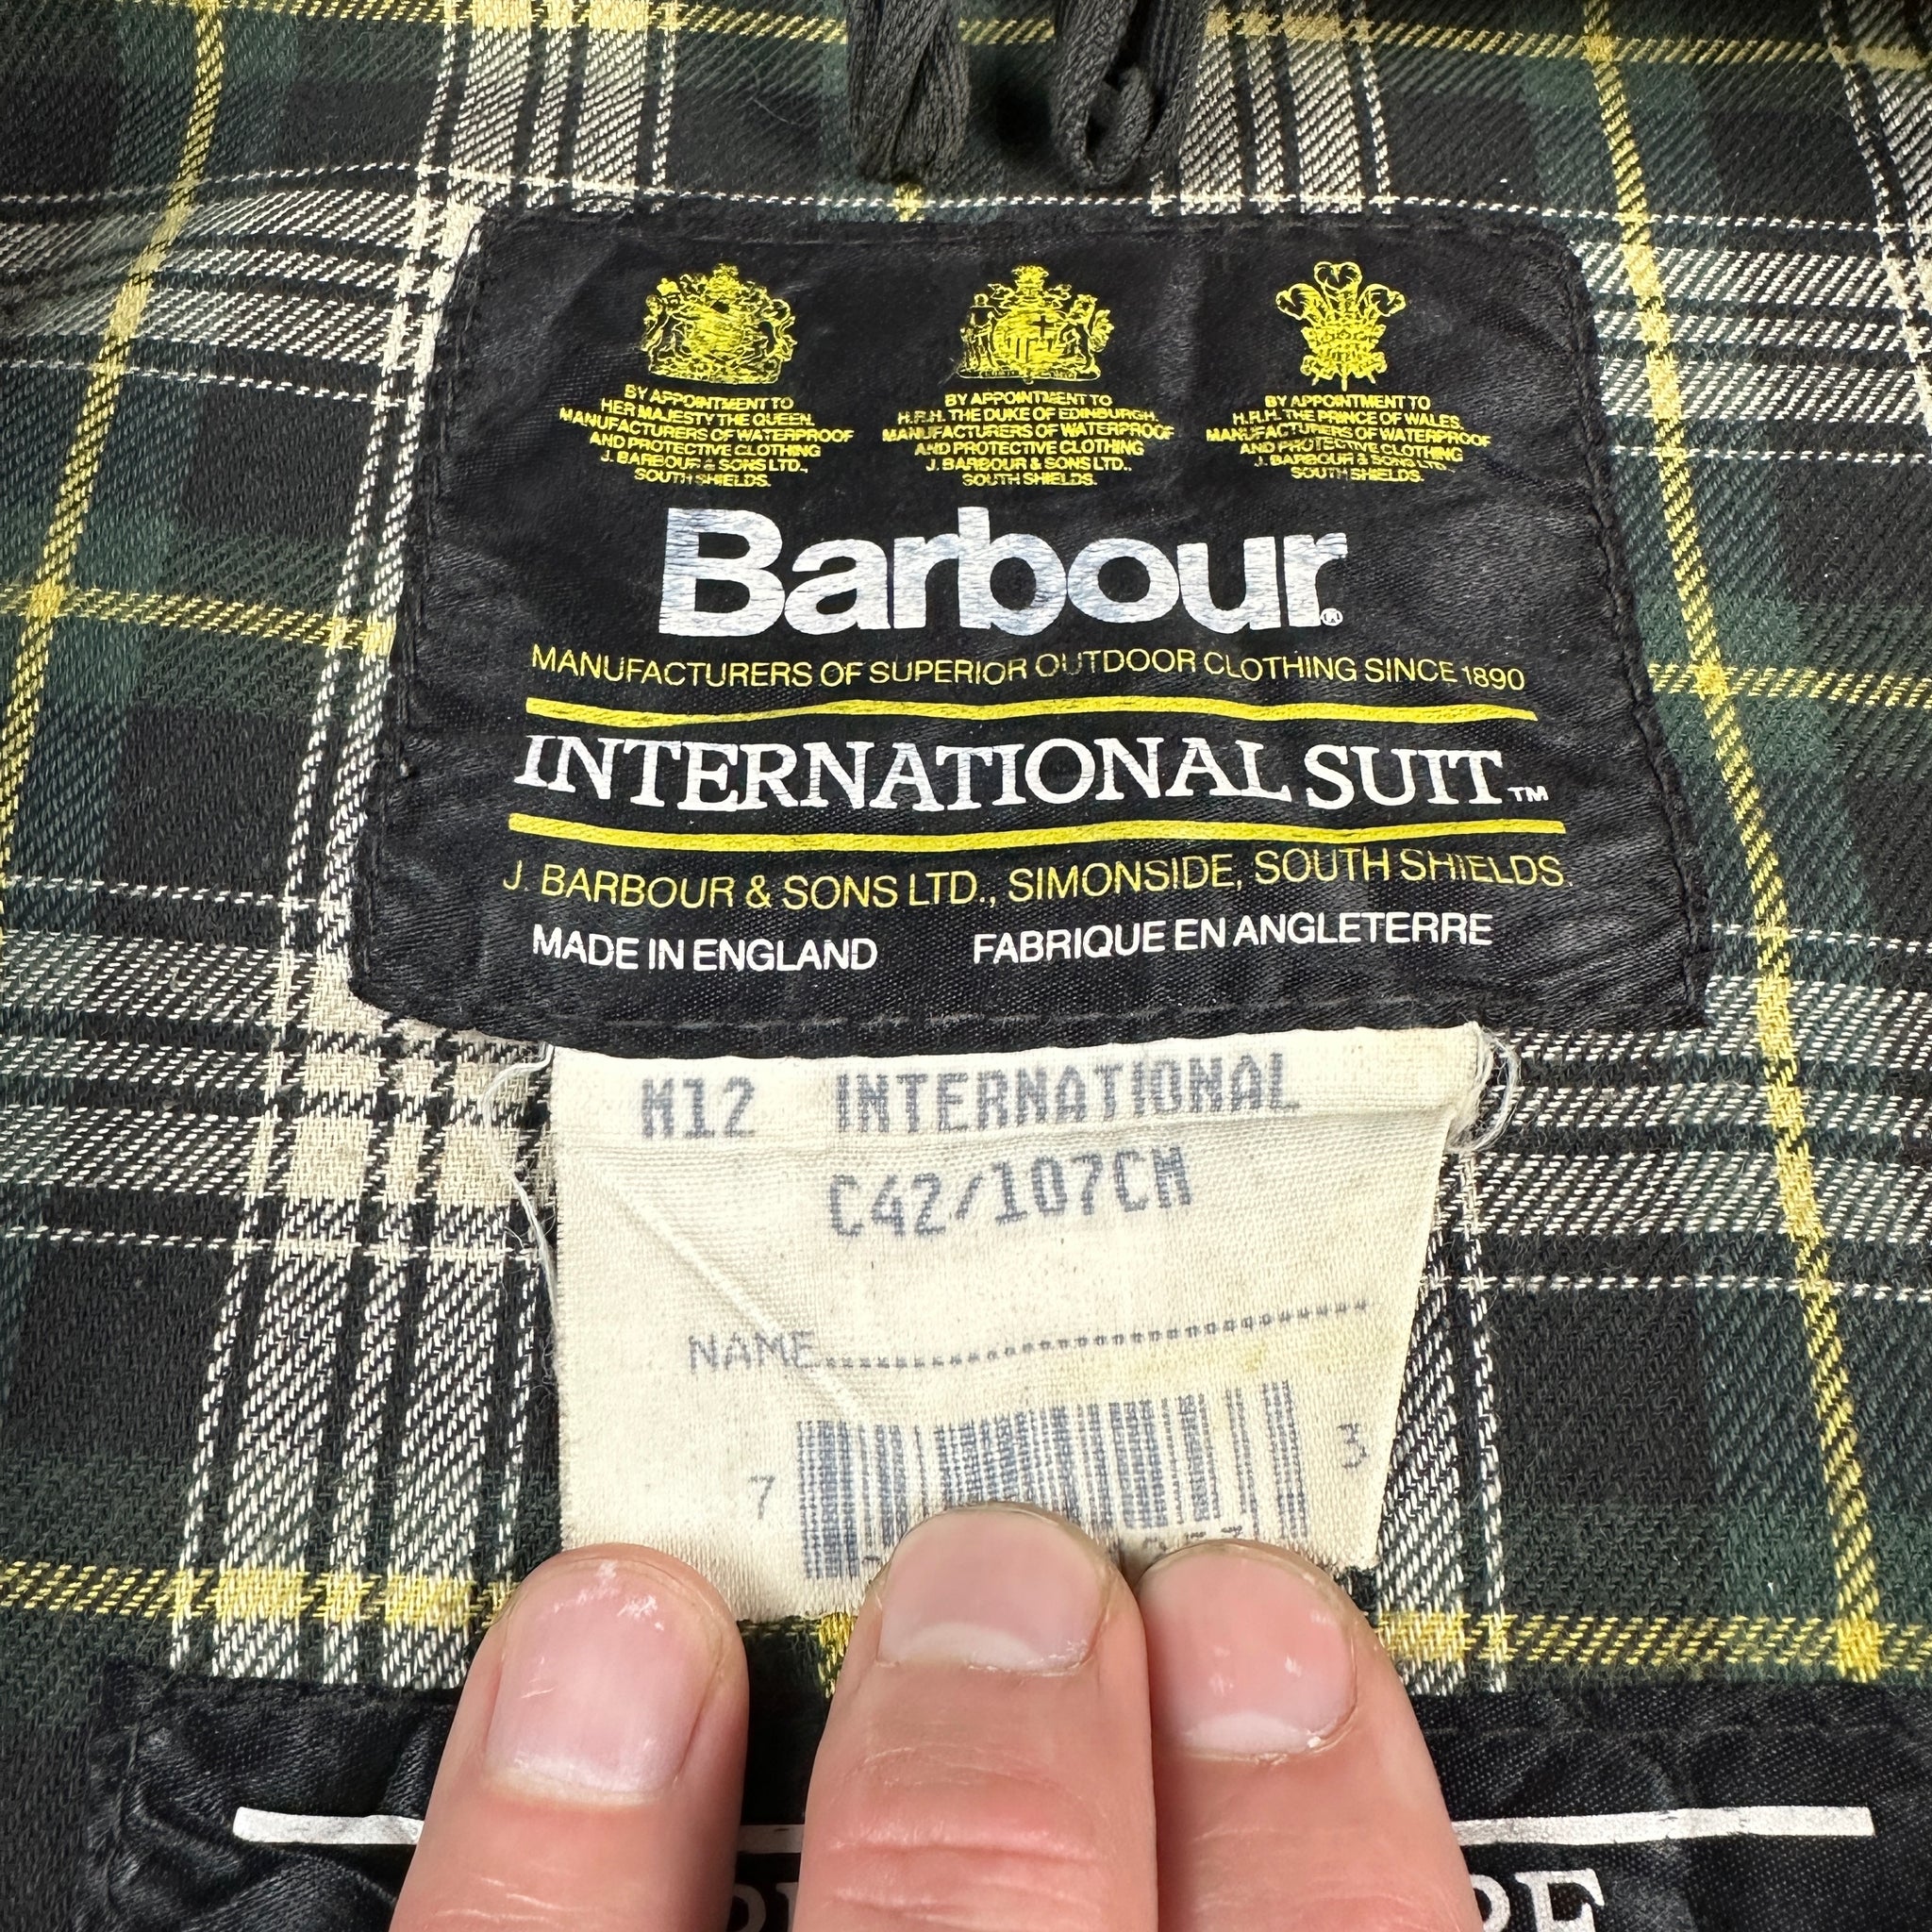 BY APPOINTMENT TO
HER MAJESTY THE QUEEN.
MANUFACTURERS OF WATERPROOF
AND PROTECTIVE CLOTHING
J. BARBOUR & SONS LTD.,
SOUTH SHIELDS.
BY APPOINTMENT TO
H.R.H. THE DUKE OF EDINBURGH.
MANUFACTURERS OF WATERPROOF
AND PROTECTIVE CLOTHING
J. BARBOUR & SONS LTD.,
SOUTH SHIELDS.
BY APPOINTMENT TO
H.R.H. THE PRINCE OF WALES.
MANUFACTURERS OF WATERPROOF
AND PROTECTIVE CLOTHING
J. BARBOUR & SONS LTD.
SOUTH SHIELDS.
Barbour®
MANUFACTURERS OF SUPERIOR OUTDOOR CLOTHING SINCE 1890
INTERNATIONAL SUIT™
J. BARBOUR & SONS LTD., SIMONSIDE, SOUTH SHIELDS.
MADE IN ENGLAND FABRIQUE EN ANGLETERRE
M12 INTERNATIONAL
C42/107CM
NAME
7 3